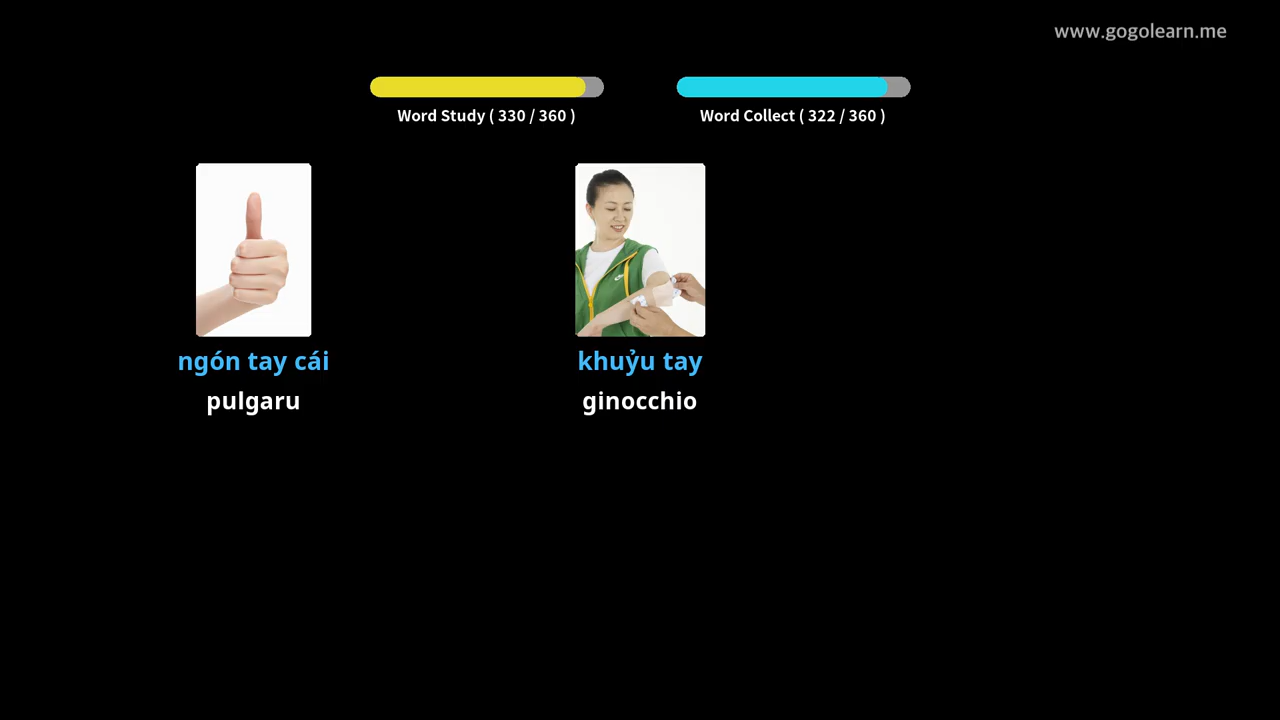 www.gogolearn.me
Word Study ( 330 / 360 )
Word Collect ( 322 / 360 )
ngón tay cái
khuỷu tay
pulgaru
ginocchio